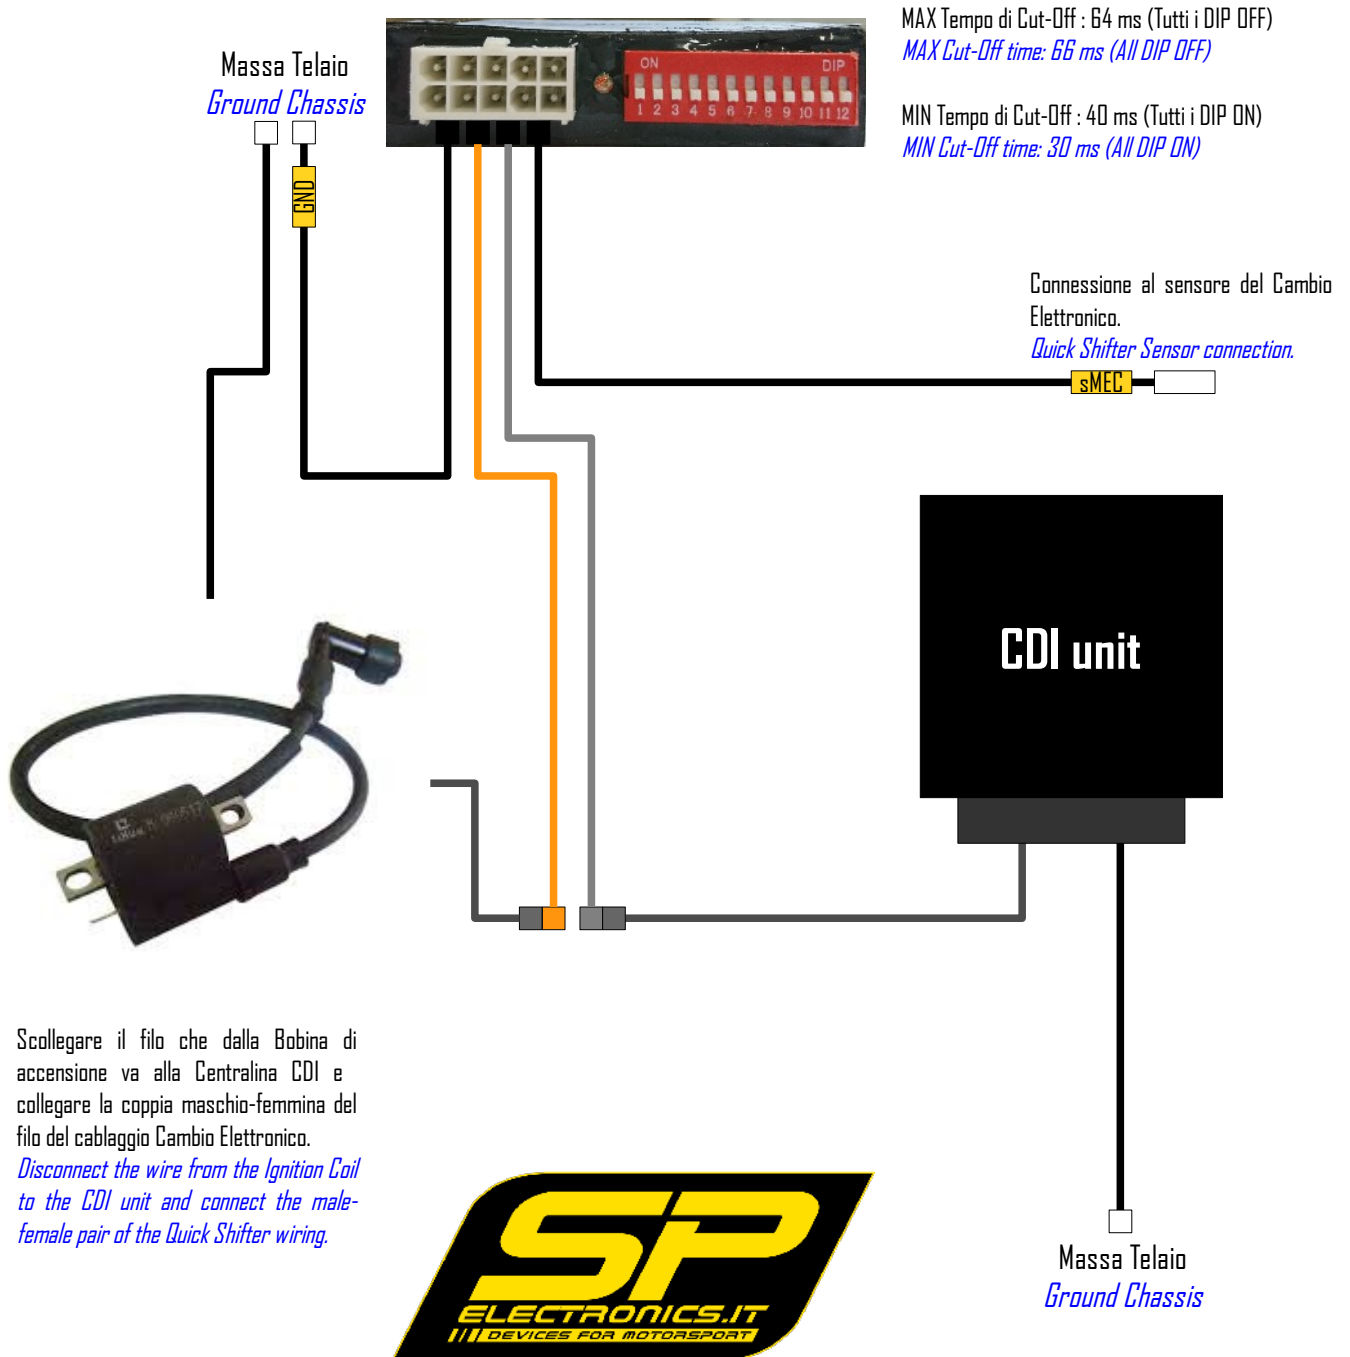 MAX Tempo di Cut-Off : 64 ms (Tutti i DIP OFF)
MAX Cut-Off time: 66 ms (All DIP OFF)
MIN Tempo di Cut-Off : 40 ms (Tutti i DIP ON)
MIN Cut-Off time: 30 ms (All DIP ON)
Massa Telaio
Ground Chassis
ON DIP
1 2 3 4 5 6 7 8 9 10 11 12
GND
Connessione al sensore del Cambio
Elettronico.
Quick Shifter Sensor connection.
sMEC
CDI unit
Scollegare il filo che dalla Bobina di
accensione va alla Centralina CDI e
collegare la coppia maschio-femmina del
filo del cablaggio Cambio Elettronico.
Disconnect the wire from the Ignition Coil
to the CDI unit and connect the male-
female pair of the Quick Shifter wiring.
SP
ELECTRONICS.IT
DEVICES FOR MOTORSPORT
Massa Telaio
Ground Chassis